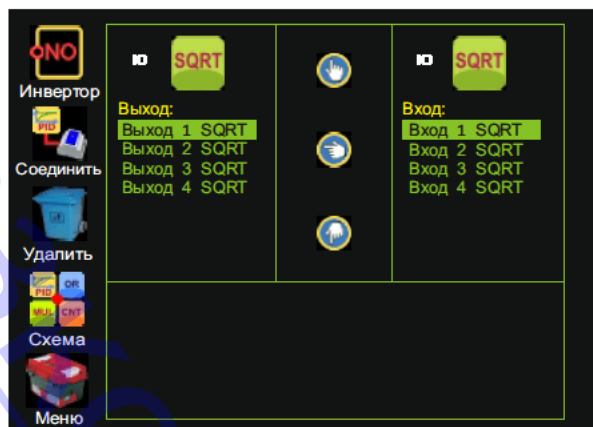 NO
Инвертор
PID
Соединить
Удалить
PID OR
MUL CNT
Схема
Меню
IO SQRT
Выход:
Выход 1 SQRT
Выход 2 SQRT
Выход 3 SQRT
Выход 4 SQRT
IO SQRT
Вход:
Вход 1 SQRT
Вход 2 SQRT
Вход 3 SQRT
Вход 4 SQRT